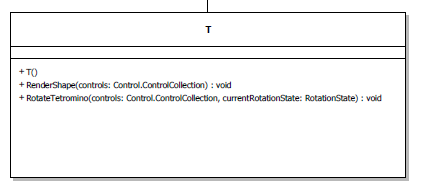 T
+ T()
+ RenderShape(controls: Control.ControlCollection) : void
+ RotateTetromino(controls: Control.ControlCollection, currentRotationState: RotationState) : void